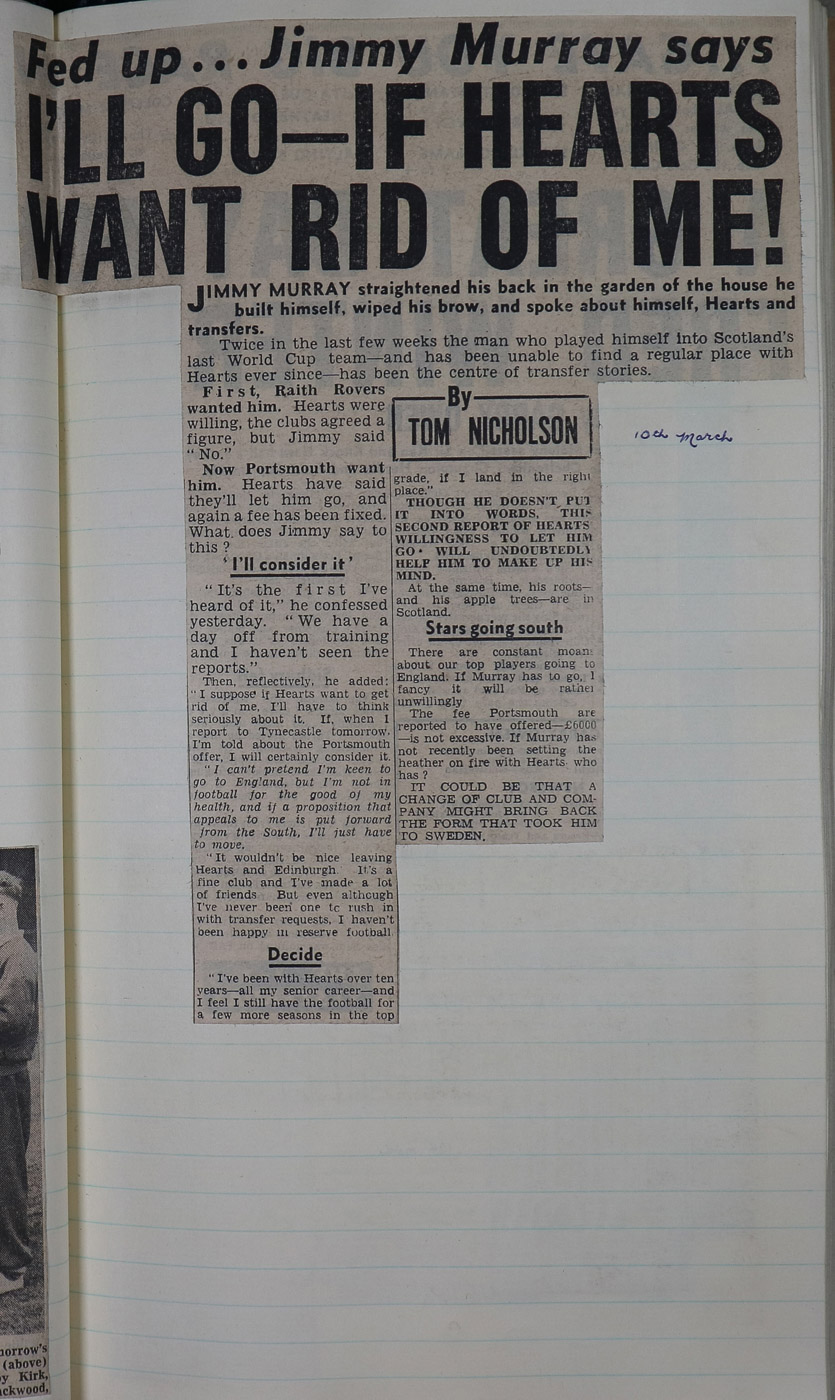 Fed up...Jimmy Murray says
I'LL GO—IF HEARTS
WANT RID OF ME!
JIMMY MURRAY straightened his back in the garden of the house he
built himself, wiped his brow, and spoke about himself, Hearts and
transfers.
Twice in the last few weeks the man who played himself into Scotland's
last World Cup team—and has been unable to find a regular place with
Hearts ever since—has been the centre of transfer stories.
First, Raith Rovers
wanted him. Hearts were
willing, the clubs agreed a
figure, but Jimmy said
"No."
Now Portsmouth want
him. Hearts have said
they'll let him go, and
again a fee has been fixed.
What does Jimmy say to
this ?
'I'll consider it'
"It's the first I've
heard of it," he confessed
yesterday. "We have a
day off from training
and I haven't seen the
reports."
Then, reflectively, he added:
"I suppose if Hearts want to get
rid of me, I'll have to think
seriously about it. If, when I
report to Tynecastle tomorrow,
I'm told about the Portsmouth
offer, I will certainly consider it.
"I can't pretend I'm keen to
go to England, but I'm not in
football for the good of my
health, and if a proposition that
appeals to me is put forward
from the South, I'll just have
to move.
"It wouldn't be nice leaving
Hearts and Edinburgh. It's a
fine club and I've made a lot
of friends. But even although
I've never been one to rush in
with transfer requests, I haven't
been happy in reserve football.
Decide
"I've been with Hearts over ten
years—all my senior career—and
I feel I still have the football for
a few more seasons in the top
By
TOM NICHOLSON
grade, if I land in the right
place."
THOUGH HE DOESN'T PUT
IT INTO WORDS, THIS
SECOND REPORT OF HEARTS
WILLINGNESS TO LET HIM
GO WILL UNDOUBTEDLY
HELP HIM TO MAKE UP HIS
MIND.
At the same time, his roots—
and his apple trees—are in
Scotland.
Stars going south
There are constant moans
about our top players going to
England. If Murray has to go, I
fancy it will be rather
unwillingly
The fee Portsmouth are
reported to have offered—£6000
—is not excessive. If Murray has
not recently been setting the
heather on fire with Hearts, who
has ?
IT COULD BE THAT A
CHANGE OF CLUB AND COM-
PANY MIGHT BRING BACK
THE FORM THAT TOOK HIM
TO SWEDEN.
10th March
morrow's
(above)
by Kirk,
ackwood,